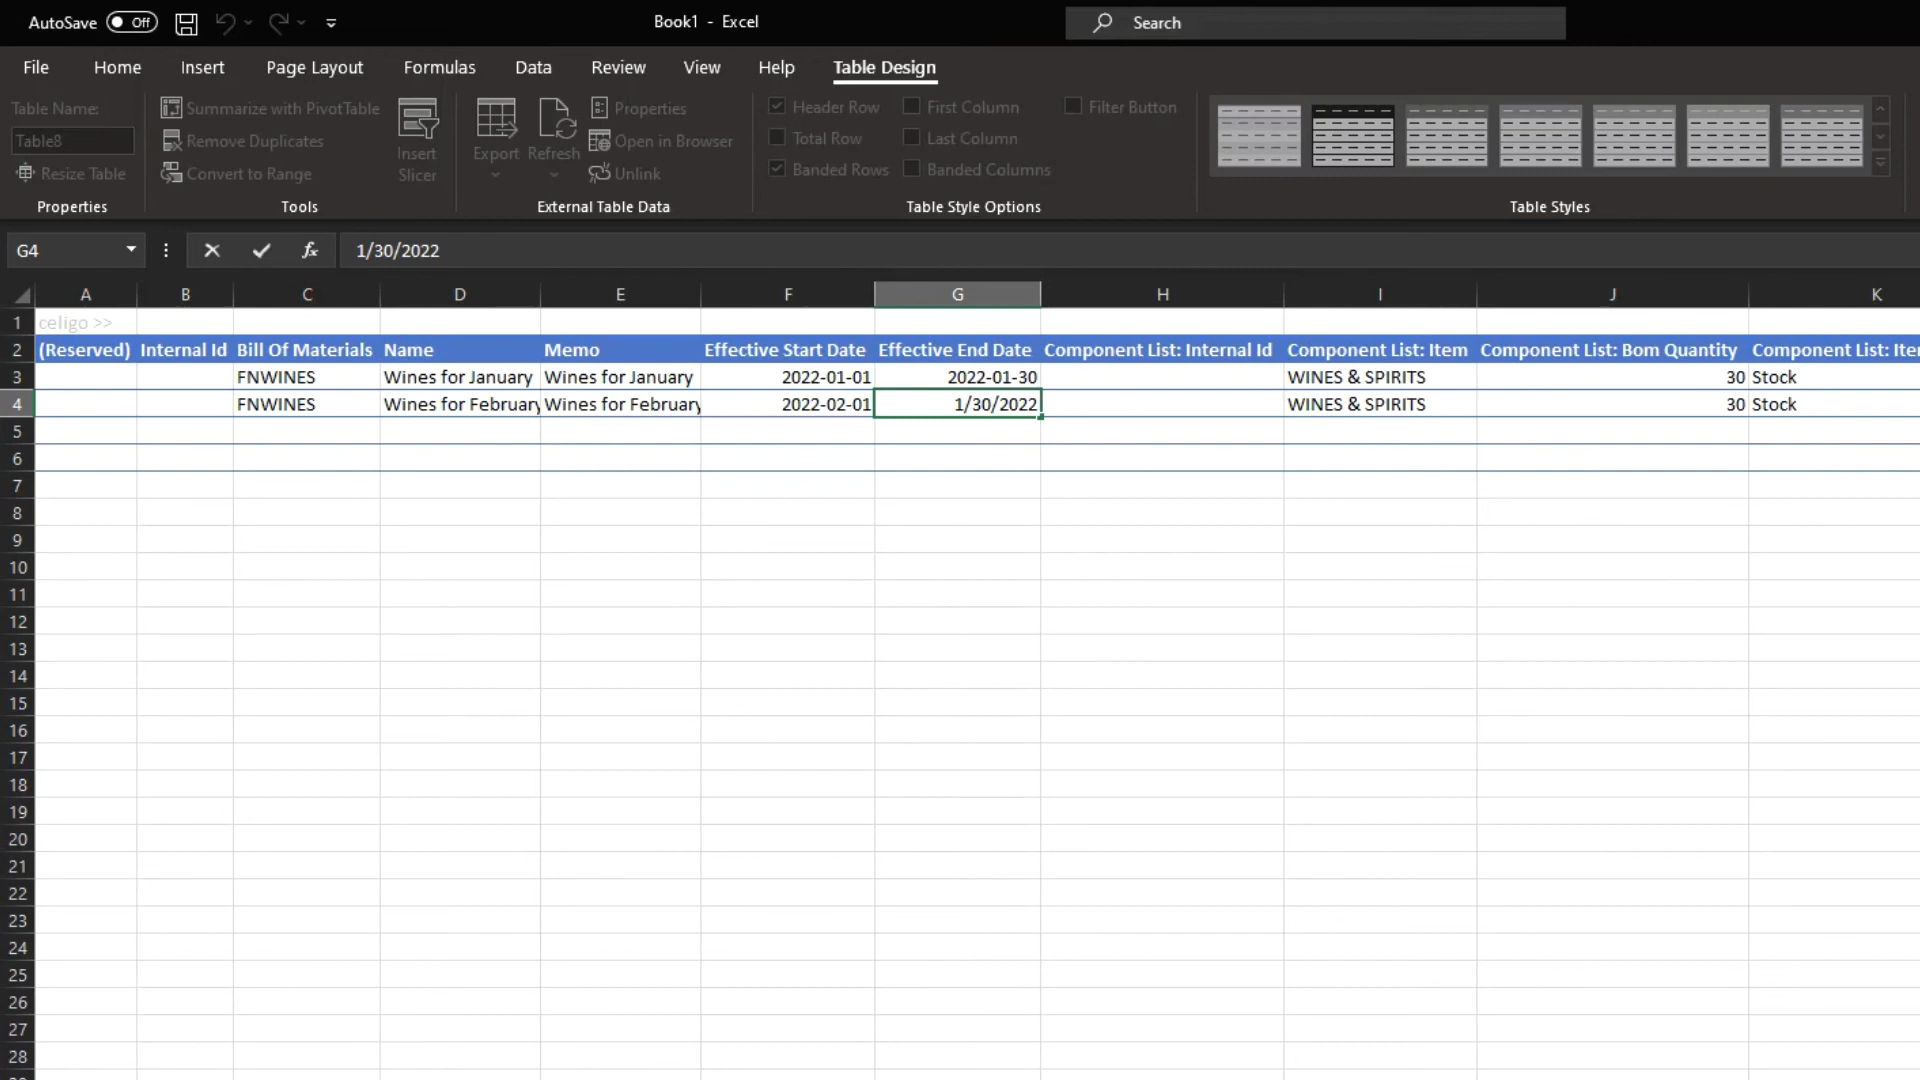 AutoSave Off Book1 - Excel Search
File Home Insert Page Layout Formulas Data Review View Help Table Design
Table Name: Summarize with PivotTable Properties Header Row First Column Filter Button
Table8 Remove Duplicates Insert Slicer Export Refresh Open in Browser Total Row Last Column
Resize Table Convert to Range Unlink Banded Rows Banded Columns
Properties Tools External Table Data Table Style Options Table Styles
G4 fx 1/30/2022
A B C D E F G H I J K
1 celigo >>
2 (Reserved) Internal Id Bill Of Materials Name Memo Effective Start Date Effective End Date Component List: Internal Id Component List: Item Component List: Bom Quantity Component List: Iter
3 FNWINES Wines for January Wines for January 2022-01-01 2022-01-30 WINES & SPIRITS 30 Stock
4 FNWINES Wines for February Wines for February 2022-02-01 1/30/2022 WINES & SPIRITS 30 Stock
5
6
7
8
9
10
11
12
13
14
15
16
17
18
19
20
21
22
23
24
25
26
27
28